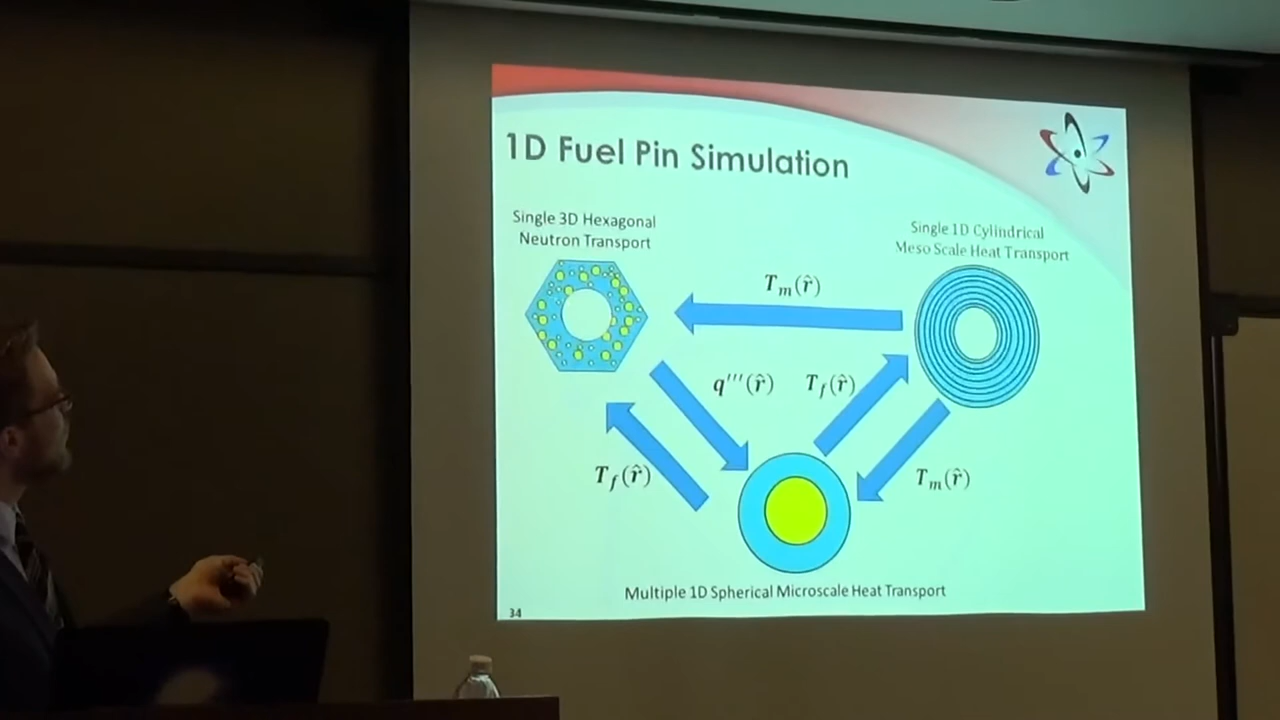 1D Fuel Pin Simulation
Single 3D Hexagonal
Neutron Transport
Single 1D Cylindrical
Meso Scale Heat Transport
T_m(r̂)
q'''(r̂)
T_f(r̂)
T_f(r̂)
T_m(r̂)
Multiple 1D Spherical Microscale Heat Transport
34